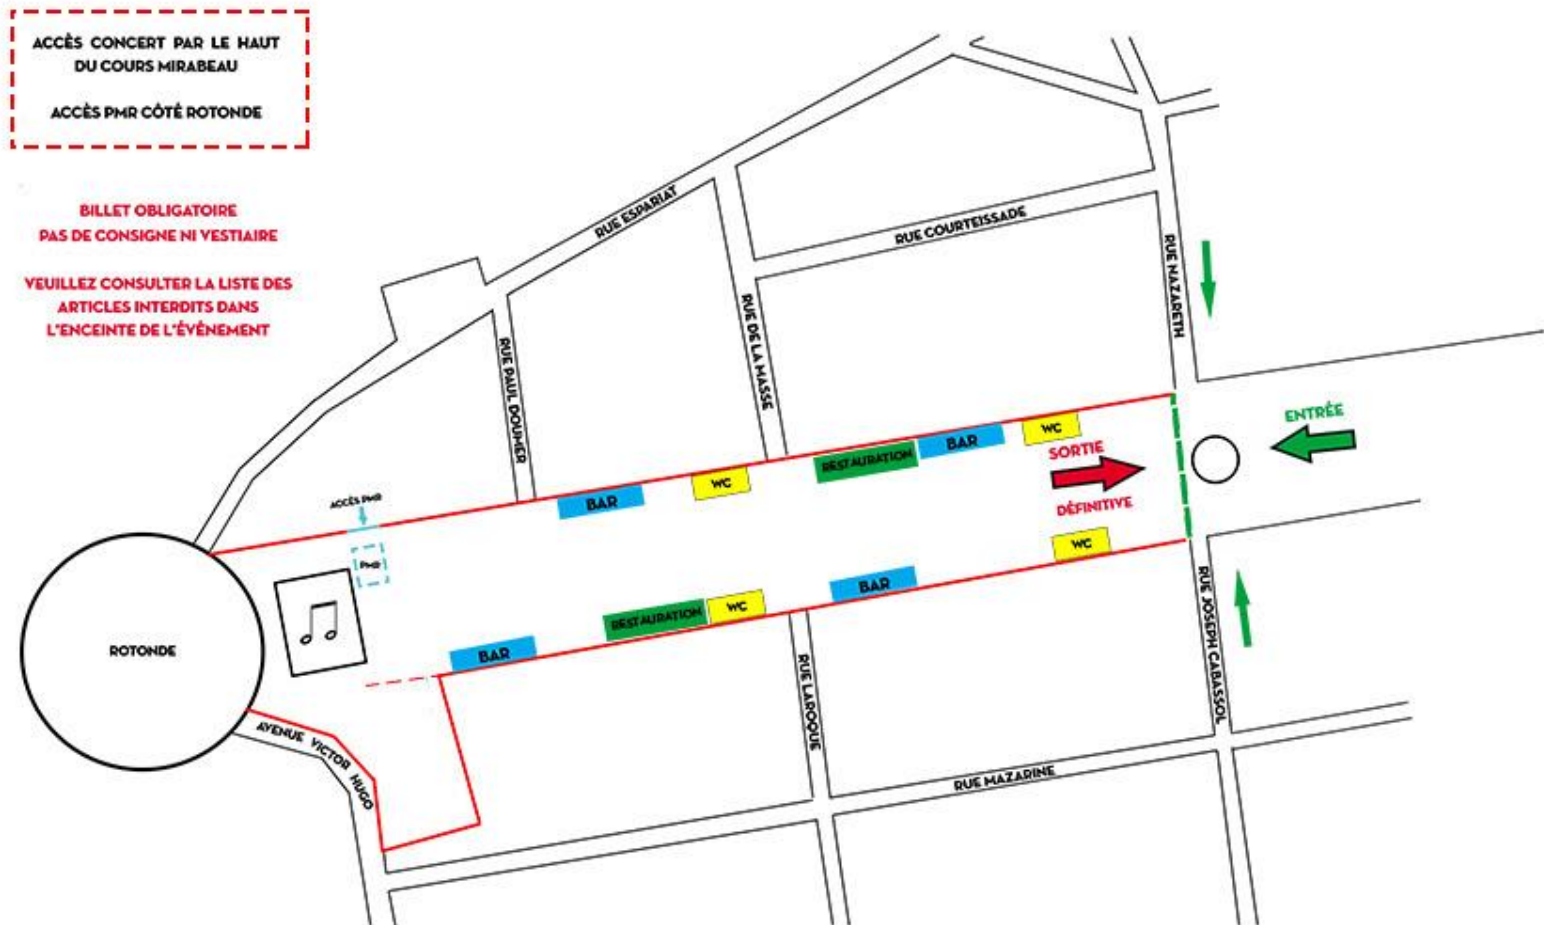 ACCÈS CONCERT PAR LE HAUT
DU COURS MIRABEAU
ACCÈS PMR CÔTÉ ROTONDE
BILLET OBLIGATOIRE
PAS DE CONSIGNE NI VESTIAIRE
VEUILLEZ CONSULTER LA LISTE DES
ARTICLES INTERDITS DANS
L'ENCEINTE DE L'ÉVÉNEMENT
RUE ESPARIAT
RUE COURTEISSADE
RUE NAZARETH
RUE DE LA MASSE
RUE PAUL DOUMER
ENTRÉE
WC
BAR
SORTIE
RESTAURATION
WC
BAR
ACCÈS PMR
DÉFINITIVE
WC
PMR
BAR
WC
RESTAURATION
BAR
ROTONDE
RUE JOSEPH CABASSOL
RUE LAROQUE
AVENUE VICTOR HUGO
RUE MAZARINE